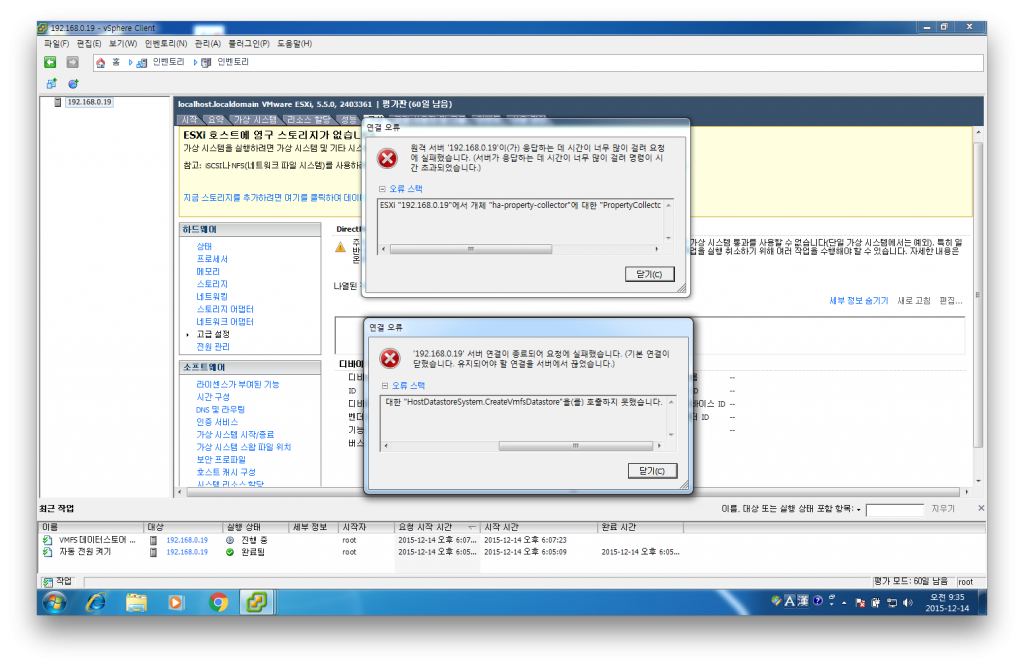 192.168.0.19 - vSphere Client
파일(F) 편집(E) 보기(W) 인벤토리(N) 관리(A) 플러그인(P) 도움말(H)
홈 인벤토리 인벤토리
192.168.0.19
localhost.localdomain VMware ESXi, 5.5.0, 2403361 | 평가판 (60일 남음)
시작 요약 가상 시스템 리소스 할당 성능
ESXi 호스트에 영구 스토리지가 없습니
가상 시스템을 실행하려면 가상 시스템 및 기타 시스
참고: iSCSI나 NFS(네트워크 파일 시스템)를 사용하려
지금 스토리지를 추가하려면 여기를 클릭하여 데이
하드웨어
상태
프로세서
메모리
스토리지
네트워킹
스토리지 어댑터
네트워크 어댑터
고급 설정
전원 관리
소프트웨어
라이센스가 부여된 기능
시간 구성
DNS 및 라우팅
인증 서비스
가상 시스템 시작/종료
가상 시스템 스왑 파일 위치
보안 프로파일
호스트 캐시 구성
시스템 리소스 할당
가상 시스템 통과를 사용할 수 없습니다(단일 가상 시스템에서는 예외). 특히 일
업을 실행 취소하기 위해 여러 작업을 수행해야 할 수 있습니다. 자세한 내용은
나열된
세부 정보 숨기기 새로 고침 편집...
ID
벤더
기능
버스
--
--
바이스 ID --
ID --
--
연결 오류
원격 서버 '192.168.0.19'이(가) 응답하는 데 시간이 너무 많이 걸려 요청
에 실패했습니다. (서버가 응답하는 데 시간이 너무 많이 걸려 명령이 시
간 초과되었습니다.)
오류 스택
ESXi "192.168.0.19"에서 개체 "ha-property-collector"에 대한 "PropertyCollectc
닫기(C)
연결 오류
'192.168.0.19' 서버 연결이 종료되어 요청에 실패했습니다. (기본 연결이
닫혔습니다. 유지되어야 할 연결을 서버에서 끊었습니다.)
오류 스택
대한 "HostDatastoreSystem.CreateVmfsDatastore"을(를) 호출하지 못했습니다.
닫기(C)
최근 작업
이름, 대상 또는 실행 상태 포함 항목: 지우기
이름 대상 실행 상태 세부 정보 시작자 요청 시작 시간 시작 시간 완료 시간
VMFS 데이터스토어 ... 192.168.0.19 진행 중 root 2015-12-14 오후 6:07... 2015-12-14 오후 6:07:23
자동 전원 켜기 192.168.0.19 완료됨 root 2015-12-14 오후 6:05... 2015-12-14 오후 6:05:09 2015-12-14 오후 6:05...
작업
평가 모드: 60일 남음 root
A 漢
오전 9:35
2015-12-14